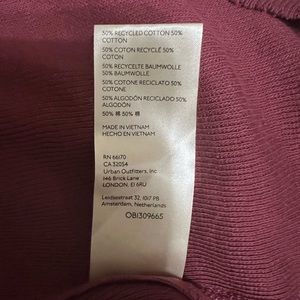 50% RECYCLED COTTON 50%
COTTON
50% COTON RECYCLÉ 50%
COTON
50% RECYCELTE BAUMWOLLE
50% BAUMWOLLE
50% COTONE RICICLATO 50%
COTONE
50% ALGODÓN RECICLADO 50%
ALGODÓN
50% 棉 50% 棉
MADE IN VIETNAM
HECHO EN VIETNAM
RN 66170
CA 32054
Urban Outfitters, Inc
146 Brick Lane
LONDON, E1 6RU
Leidsestraat 32, 1017 PB
Amsterdam, Netherlands
OBI309665